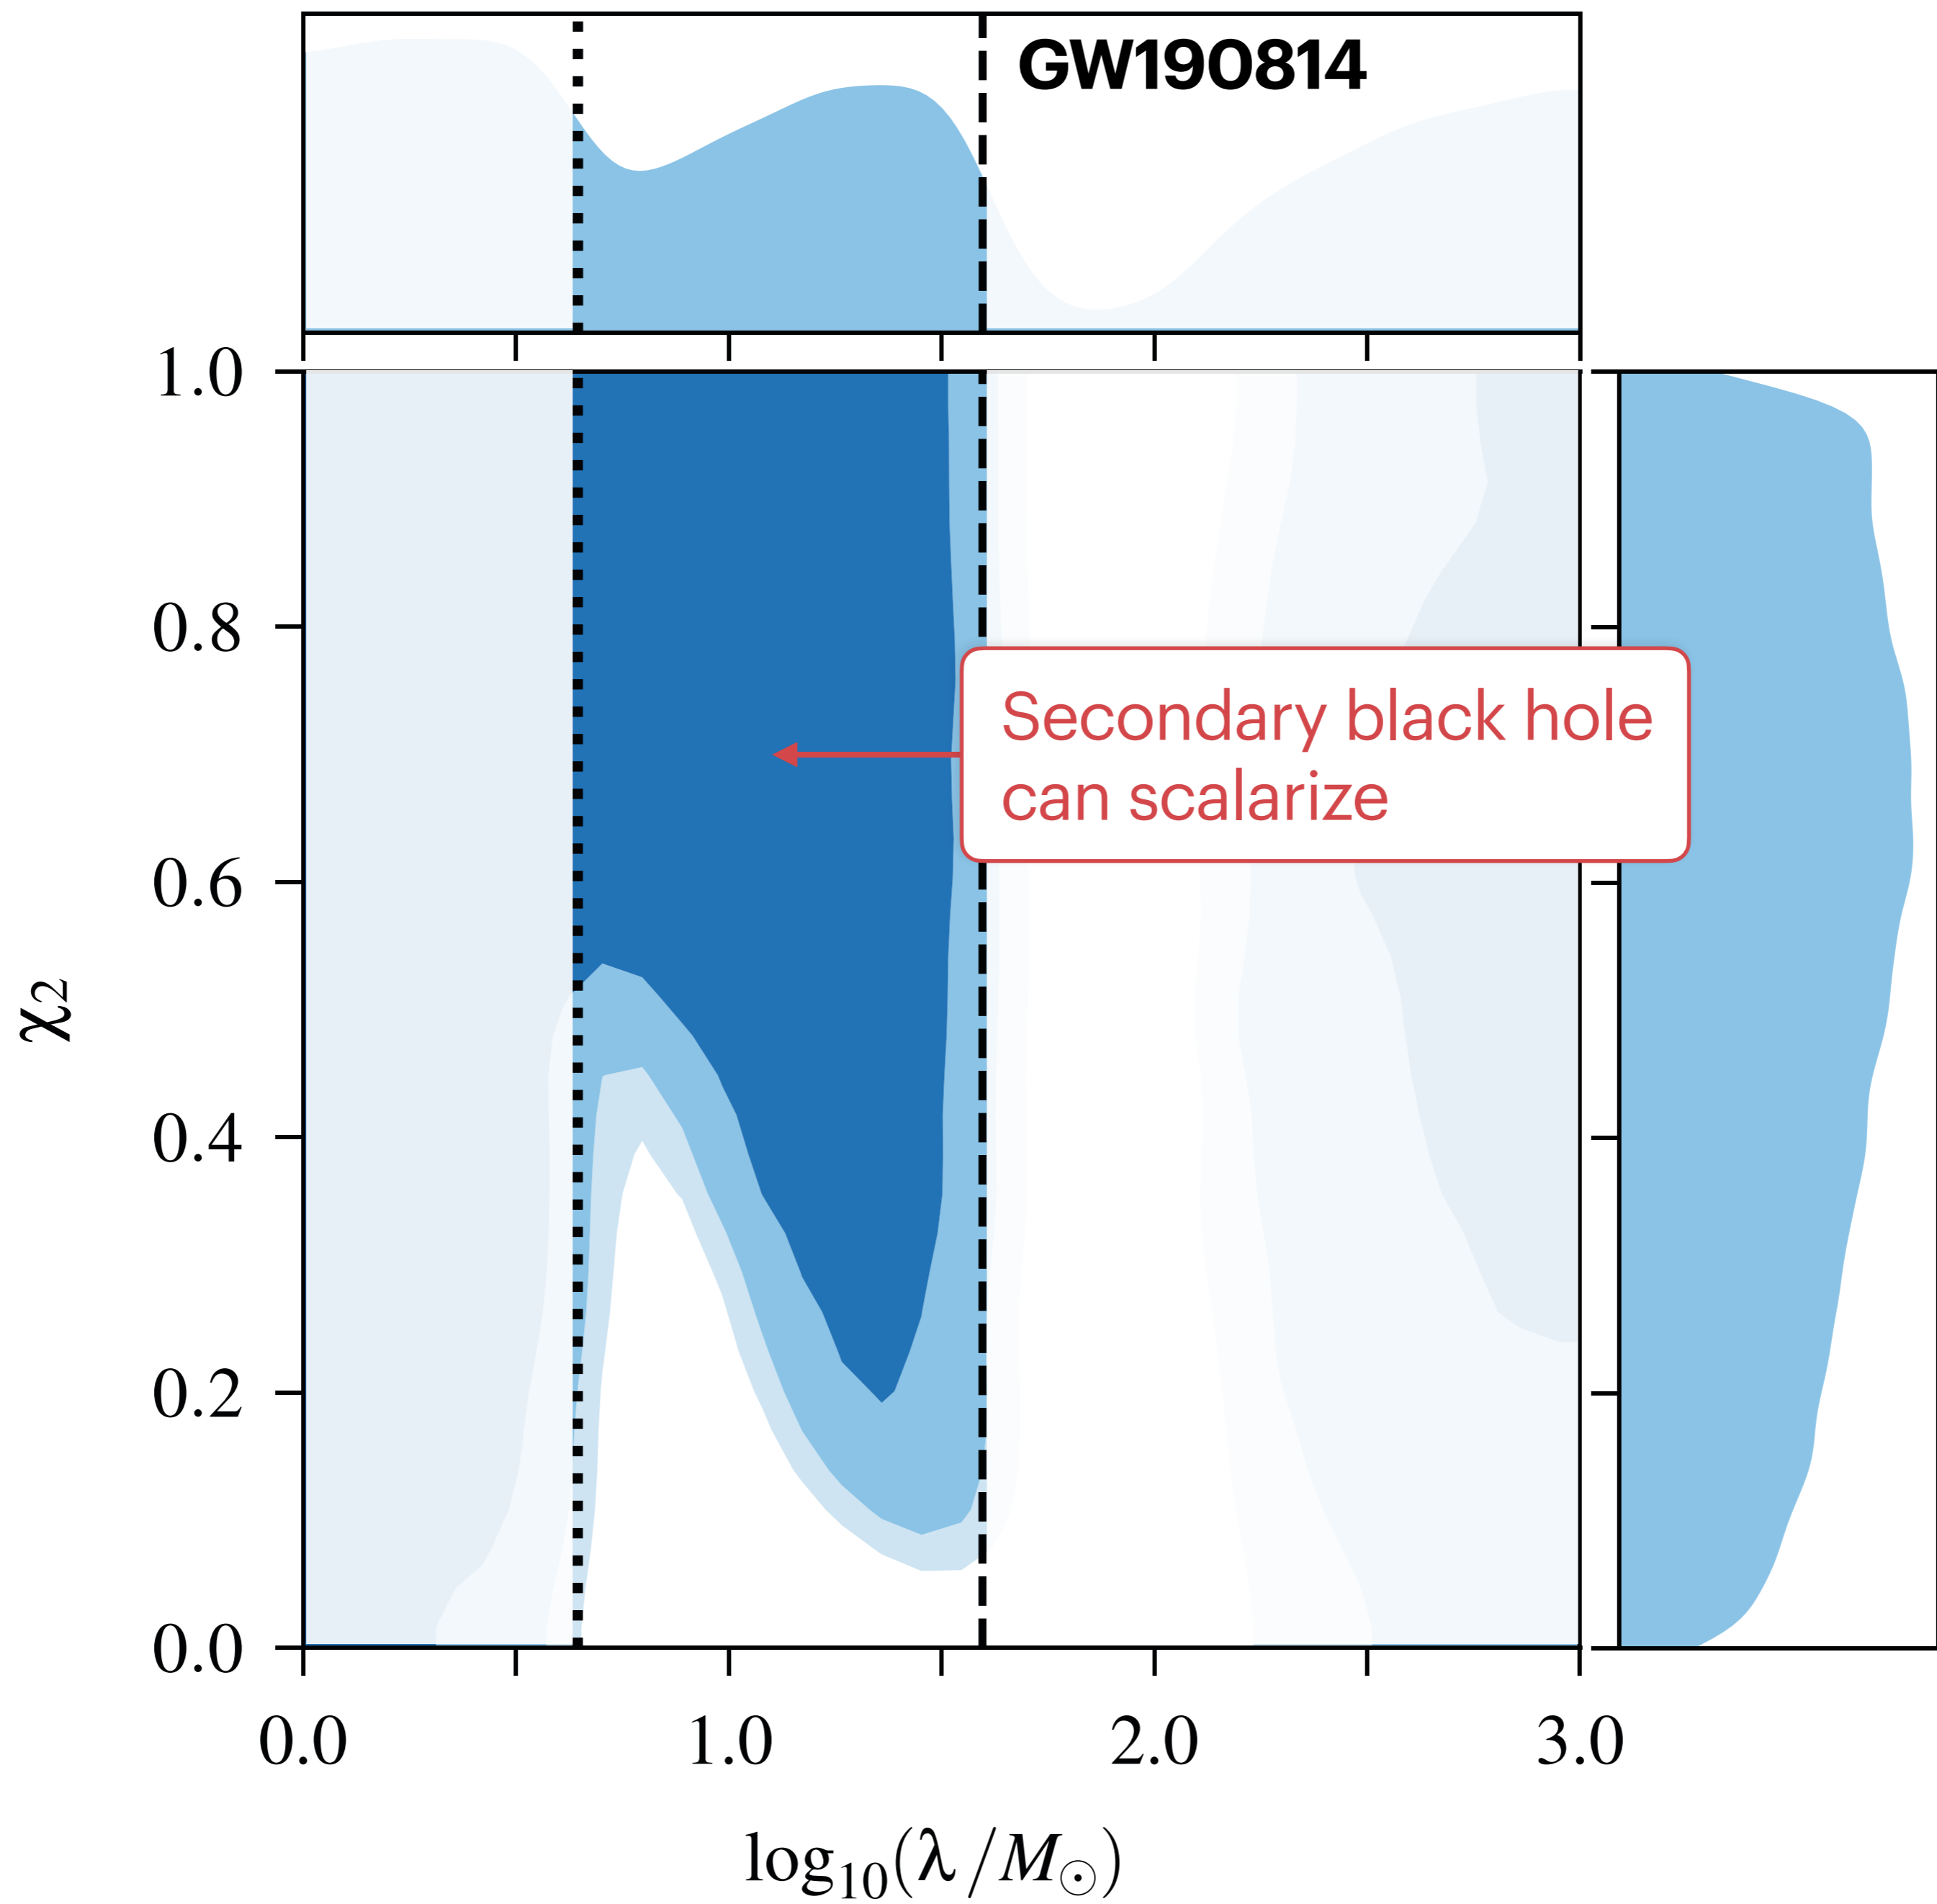 GW190814
1.0
0.8
Secondary black hole
can scalarize
0.6
χ₂
0.4
0.2
0.0
0.0 1.0 2.0 3.0
log₁₀(λ/M☉)